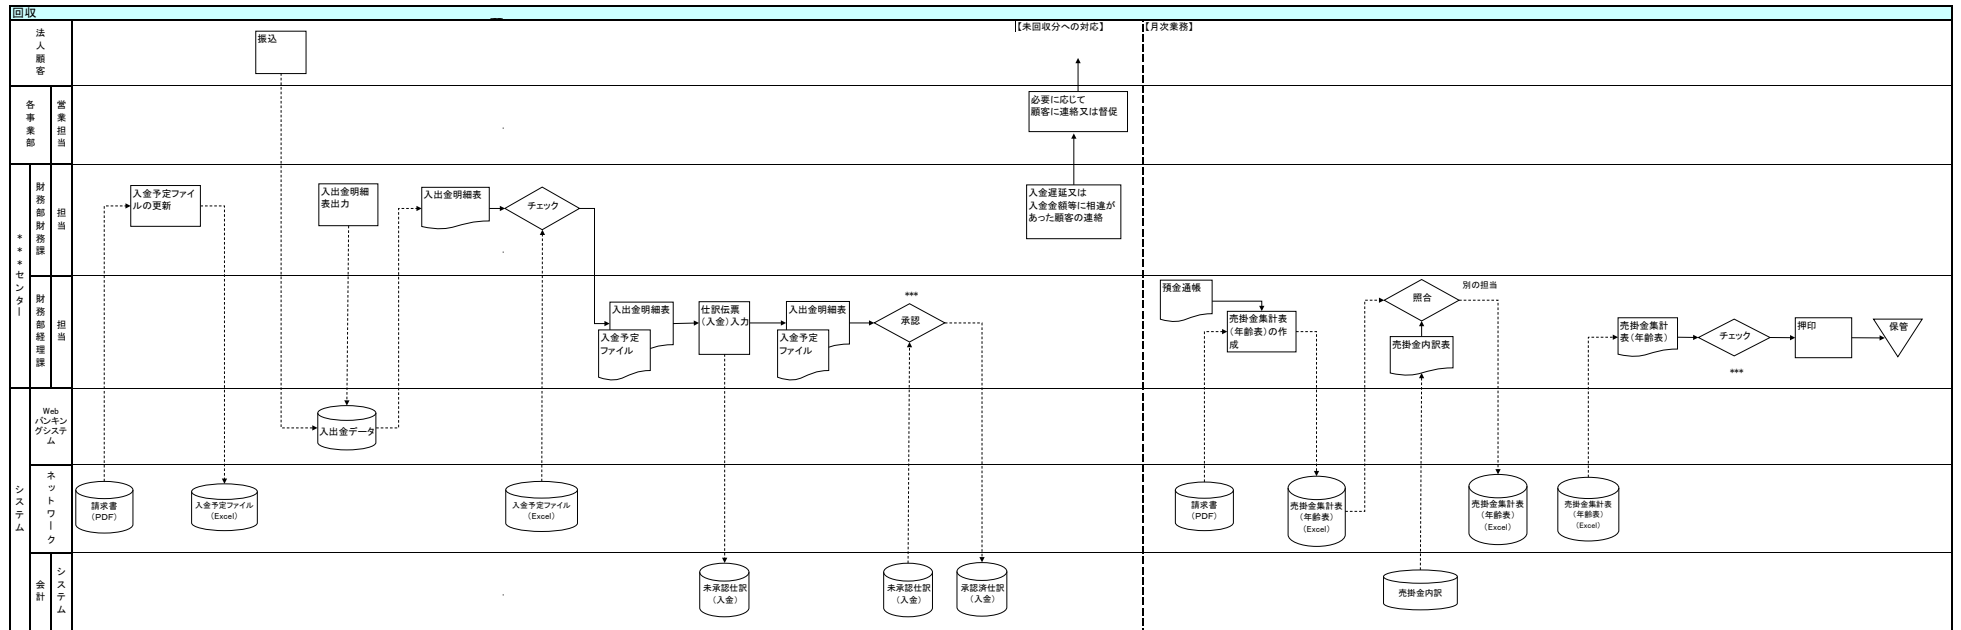 回収
【未回収分への対応】
【月次業務】
法人顧客
振込
各事業部
営業担当
必要に応じて
顧客に連絡又は督促
***センター
財務部財務課
担当
入金予定ファイ
ルの更新
入出金明細
表出力
入出金明細表
チェック
入金遅延又は
入金金額等に相違が
あった顧客の連絡
財務部経理課
担当
入出金明細表
入金予定
ファイル
仕訳伝票
(入金)入力
入出金明細表
入金予定
ファイル
***
承認
預金通帳
売掛金集計表
(年齢表)の作
成
照合
別の担当
売掛金内訳表
売掛金集計
表(年齢表)
チェック
***
押印
保管
システム
Web
バンキン
グシステ
ム
入出金データ
ネットワーク
請求書
(PDF)
入金予定ファイル
(Excel)
入金予定ファイル
(Excel)
請求書
(PDF)
売掛金集計表
(年齢表)
(Excel)
売掛金集計表
(年齢表)
(Excel)
売掛金集計表
(年齢表)
(Excel)
会計
システム
未承認仕訳
(入金)
未承認仕訳
(入金)
承認済仕訳
(入金)
売掛金内訳